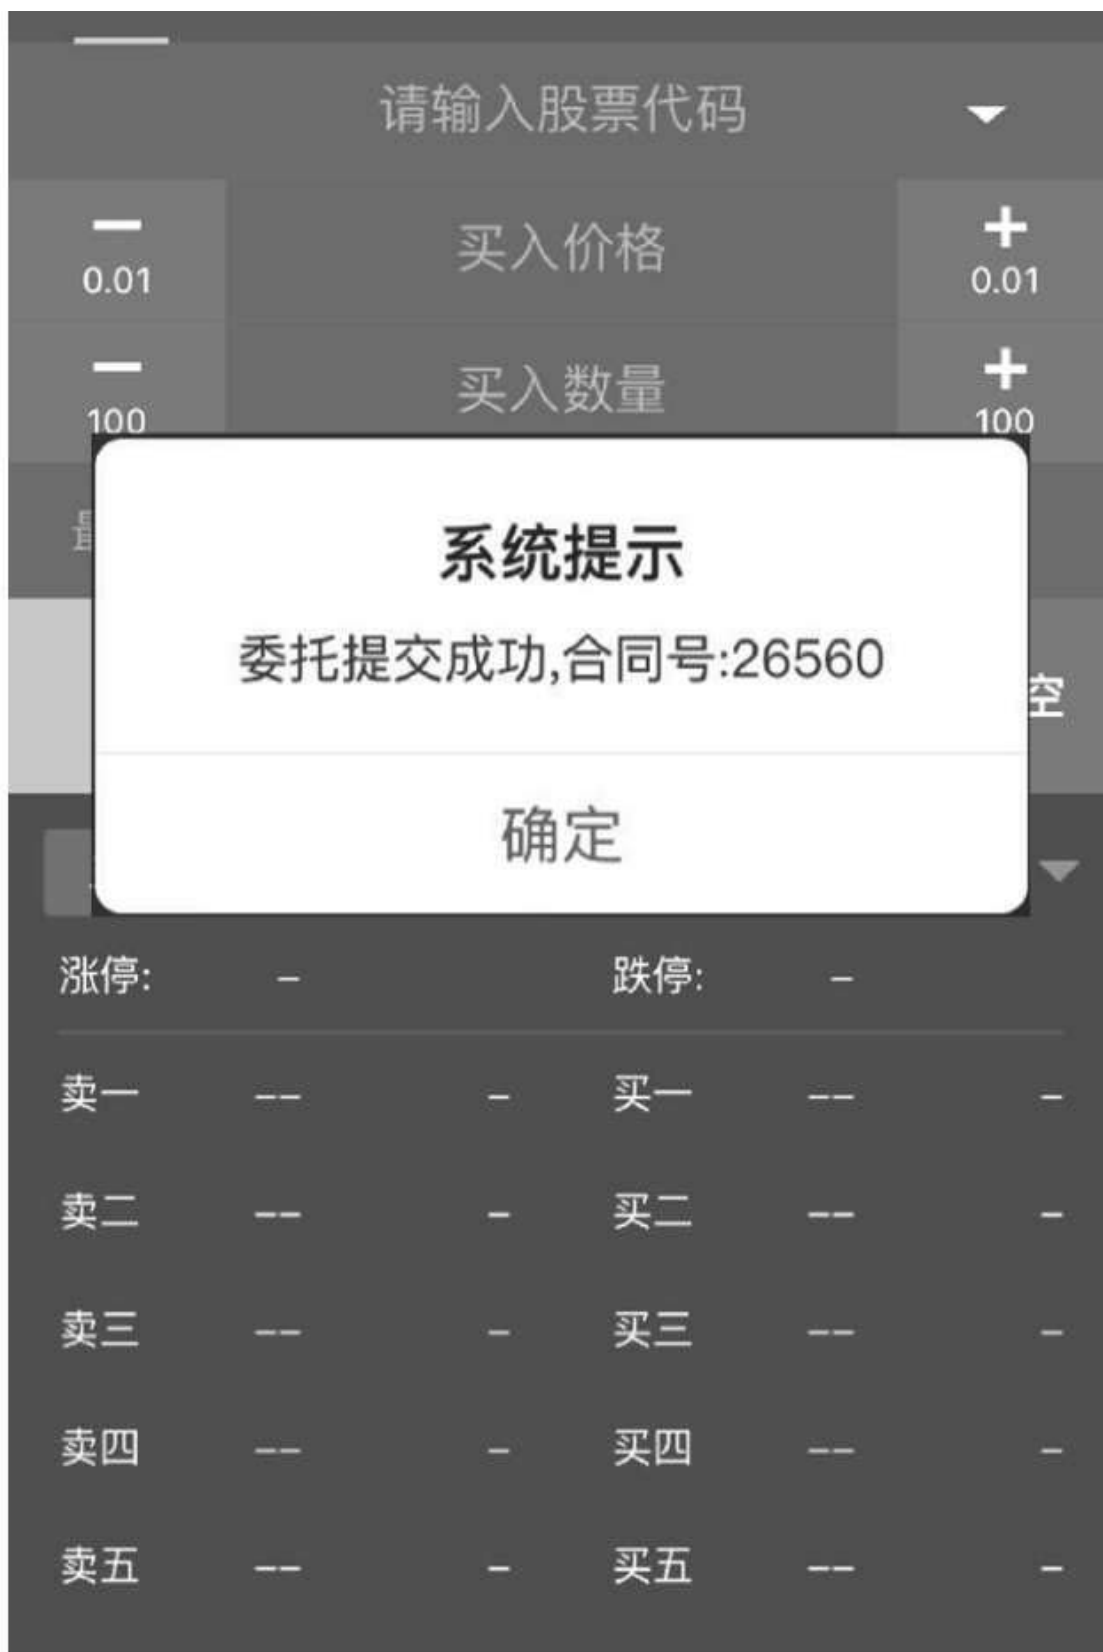 请输入股票代码
− 买入价格 +
0.01 0.01
− 买入数量 +
100 100
系统提示
委托提交成功,合同号:26560
空
确定
涨停: – 跌停: –
卖一 -- – 买一 -- –
卖二 -- – 买二 -- –
卖三 -- – 买三 -- –
卖四 -- – 买四 -- –
卖五 -- – 买五 -- –